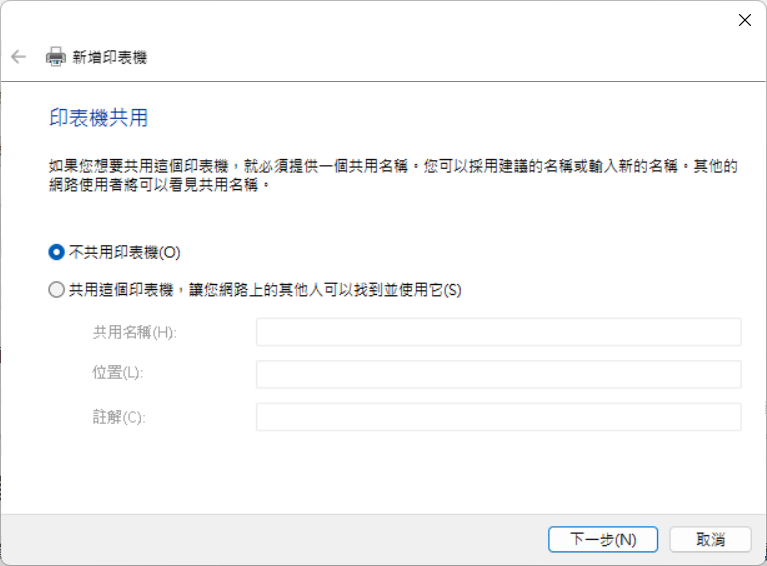 新增印表機
印表機共用
如果您想要共用這個印表機，就必須提供一個共用名稱。您可以採用建議的名稱或輸入新的名稱。其他的
網路使用者將可以看見共用名稱。
不共用印表機(O)
共用這個印表機，讓您網路上的其他人可以找到並使用它(S)
共用名稱(H):
位置(L):
註解(C):
下一步(N)
取消